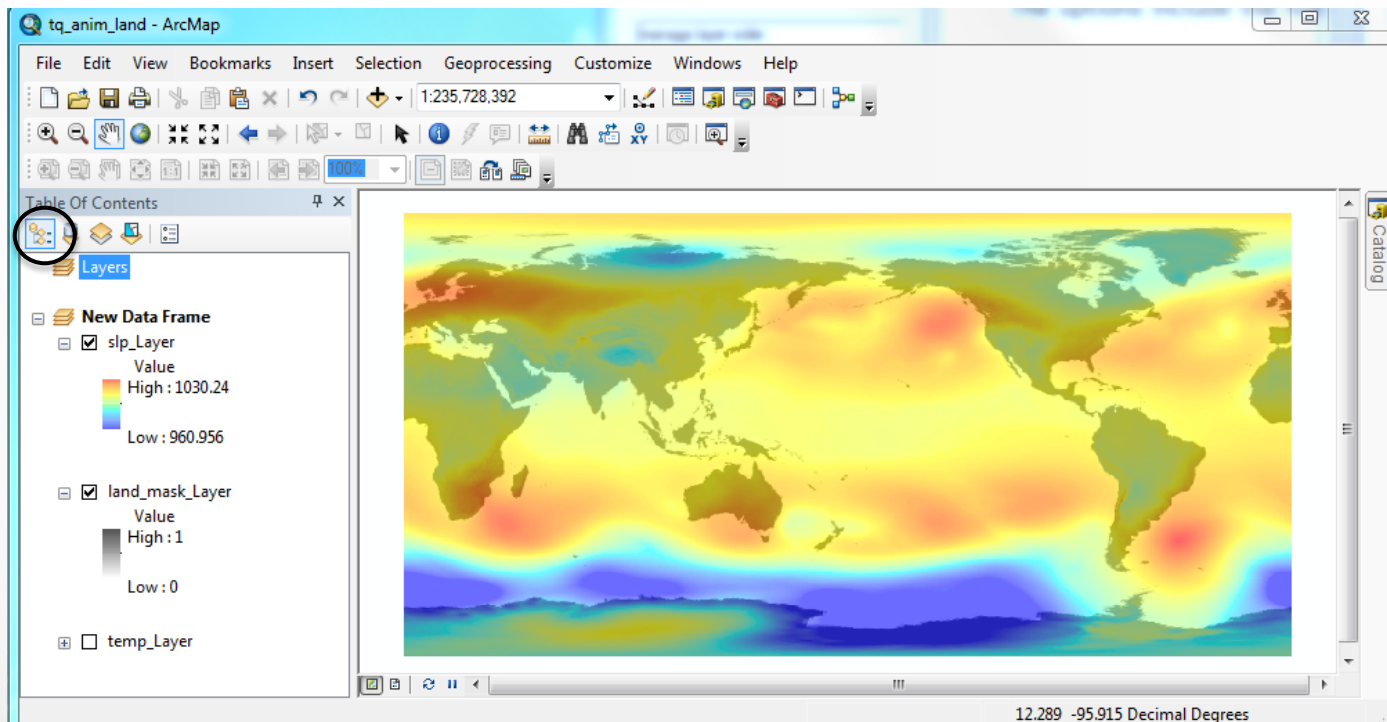 tq_anim_land - ArcMap
File Edit View Bookmarks Insert Selection Geoprocessing Customize Windows Help
1:235,728,392
100%
Table Of Contents
Layers
New Data Frame
slp_Layer
Value
High : 1030.24
Low : 960.956
land_mask_Layer
Value
High : 1
Low : 0
temp_Layer
Catalog
12.289 -95.915 Decimal Degrees